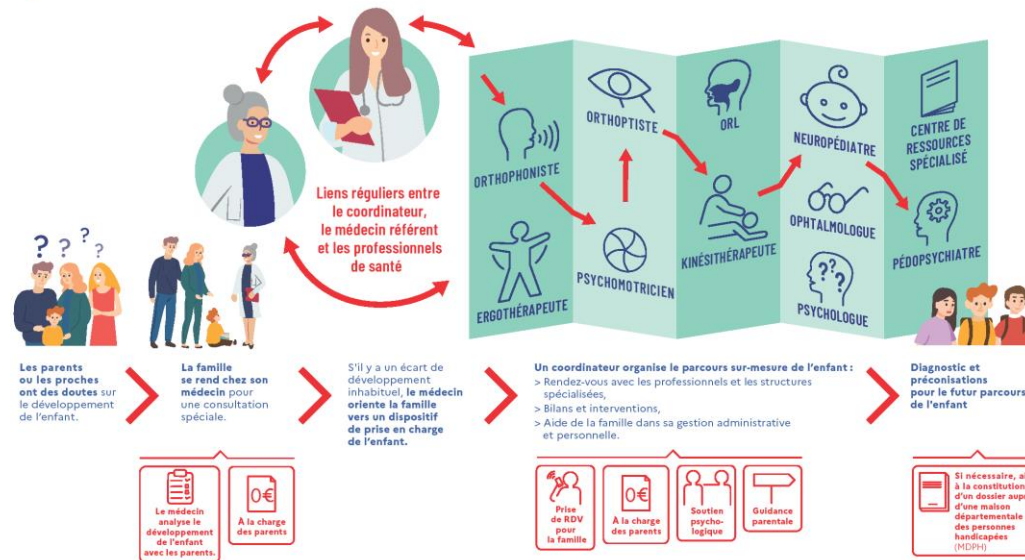 ? ? ? ?
Liens réguliers entre
le coordinateur,
le médecin référent
et les professionnels
de santé
ORTHOPHONISTE
ERGOTHÉRAPEUTE
ORTHOPTISTE
PSYCHOMOTRICIEN
ORL
KINÉSITHÉRAPEUTE
NEUROPÉDIATRE
OPHTALMOLOGUE
???
PSYCHOLOGUE
CENTRE DE
RESSOURCES
SPÉCIALISÉ
PÉDOPSYCHIATRE
Les parents
ou les proches
ont des doutes sur
le développement
de l'enfant.
La famille
se rend chez son
médecin pour
une consultation
spéciale.
S'il y a un écart de
développement
inhabituel, le médecin
oriente la famille
vers un dispositif
de prise en charge
de l'enfant.
Un coordinateur organise le parcours sur-mesure de l'enfant :
> Rendez-vous avec les professionnels et les structures
spécialisées,
> Bilans et interventions,
> Aide de la famille dans sa gestion administrative
et personnelle.
Diagnostic et
préconisations
pour le futur parcours
de l'enfant
Le médecin
analyse le
développement
de l'enfant
avec les parents.
0€
À la charge
des parents
Prise
de RDV
pour
la famille
0€
À la charge
des parents
Soutien
psycho-
logique
Guidance
parentale
Si nécessaire,
à la constitution
d'un dossier
d'une maison
départementale
des personnes
handicapées
(MDPH)